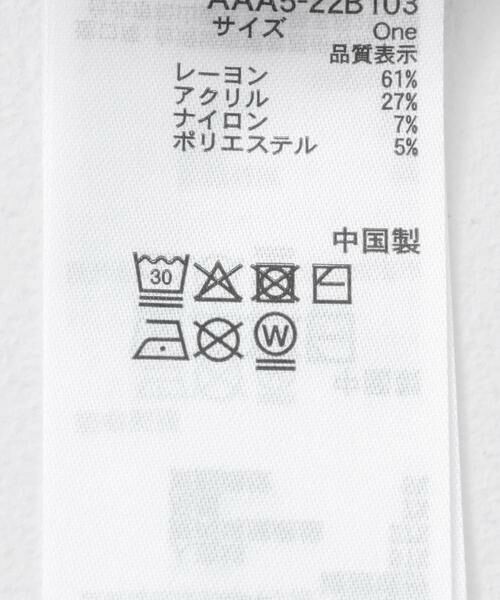 AAA5-22B103
サイズ One
品質表示
レーヨン 61%
アクリル 27%
ナイロン 7%
ポリエステル 5%
中国製
30
W